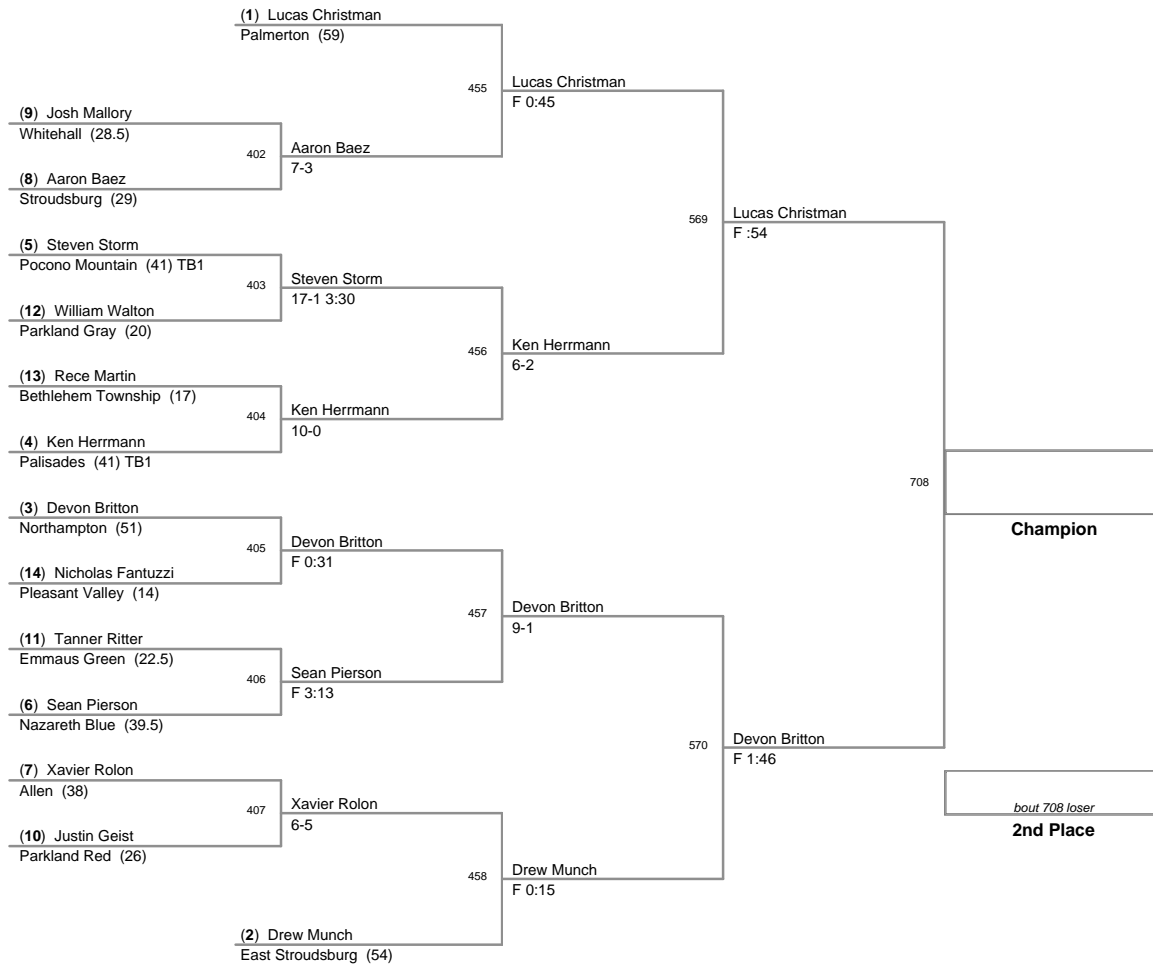 (1) Lucas Christman
Palmerton (59)
455
Lucas Christman
F 0:45
(9) Josh Mallory
Whitehall (28.5)
402
Aaron Baez
7-3
(8) Aaron Baez
Stroudsburg (29)
569
Lucas Christman
F :54
(5) Steven Storm
Pocono Mountain (41) TB1
403
Steven Storm
17-1 3:30
(12) William Walton
Parkland Gray (20)
456
Ken Herrmann
6-2
(13) Rece Martin
Bethlehem Township (17)
404
Ken Herrmann
10-0
(4) Ken Herrmann
Palisades (41) TB1
708
Champion
(3) Devon Britton
Northampton (51)
405
Devon Britton
F 0:31
(14) Nicholas Fantuzzi
Pleasant Valley (14)
457
Devon Britton
9-1
(11) Tanner Ritter
Emmaus Green (22.5)
406
Sean Pierson
F 3:13
(6) Sean Pierson
Nazareth Blue (39.5)
570
Devon Britton
F 1:46
(7) Xavier Rolon
Allen (38)
407
Xavier Rolon
6-5
(10) Justin Geist
Parkland Red (26)
bout 708 loser
2nd Place
458
Drew Munch
F 0:15
(2) Drew Munch
East Stroudsburg (54)